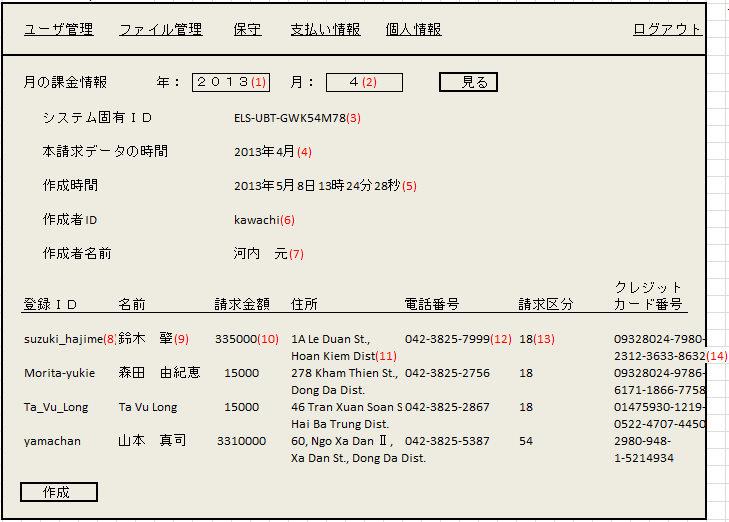 ユーザ管理 ファイル管理 保守 支払い情報 個人情報 ログアウト
月の課金情報 年： ２０１３(1) 月： ４(2) 見る
システム固有ＩＤ ELS-UBT-GWK54M78(3)
本請求データの時間 2013年4月(4)
作成時間 2013年5月8日13時24分28秒(5)
作成者ID kawachi(6)
作成者名前 河内　元(7)
クレジット
登録ＩＤ 名前 請求金額 住所 電話番号 請求区分 カード番号
suzuki_hajime(8) 鈴木　肇(9) 335000(10) 1A Le Duan St., 042-3825-7999(12) 18(13) 09328024-7980-
Hoan Kiem Dist(11) 2312-3633-8632(14)
Morita-yukie 森田　由紀恵 15000 278 Kham Thien St., 042-3825-2756 18 09328024-9786-
Dong Da Dist. 6171-1866-7758
Ta_Vu_Long Ta Vu Long 15000 46 Tran Xuan Soan S 042-3825-2867 18 01475930-1219-
Hai Ba Trung Dist. 0522-4707-4450
yamachan 山本　真司 3310000 60, Ngo Xa Dan Ⅱ, 042-3825-5387 54 2980-948-
Xa Dan St., Dong Da Dist. 1-5214934
作成